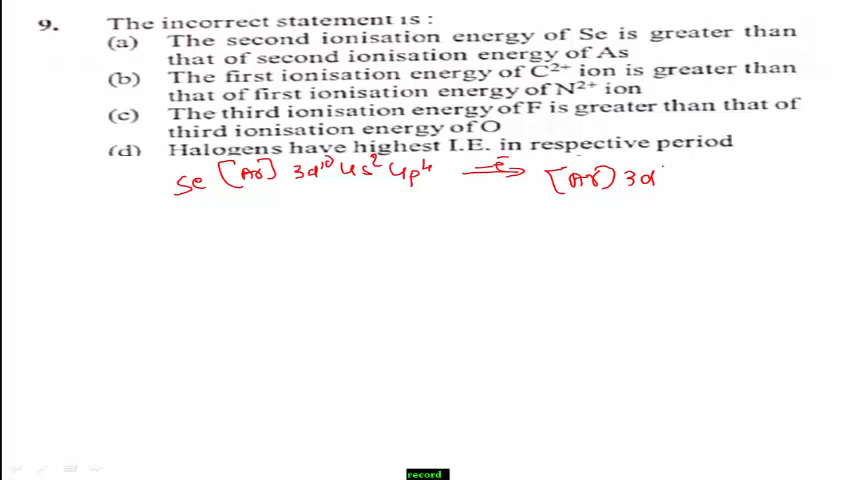 9. The incorrect statement is :
(a) The second ionisation energy of Se is greater than
that of second ionisation energy of As
(b) The first ionisation energy of C²⁺ ion is greater than
that of first ionisation energy of N²⁺ ion
(c) The third ionisation energy of F is greater than that of
third ionisation energy of O
(d) Halogens have highest I.E. in respective period
Se [Ar] 3d¹⁰ 4s² 4p⁴ —e⁻→ [Ar] 3d
record